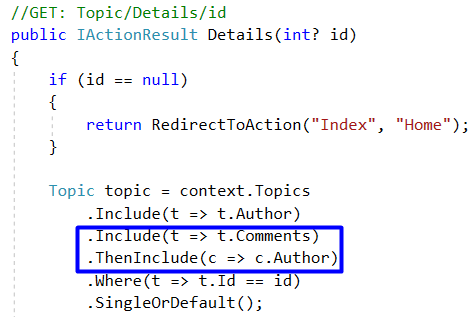 //GET: Topic/Details/id
public IActionResult Details(int? id)
{
    if (id == null)
    {
        return RedirectToAction("Index", "Home");
    }

    Topic topic = context.Topics
        .Include(t => t.Author)
        .Include(t => t.Comments)
        .ThenInclude(c => c.Author)
        .Where(t => t.Id == id)
        .SingleOrDefault();